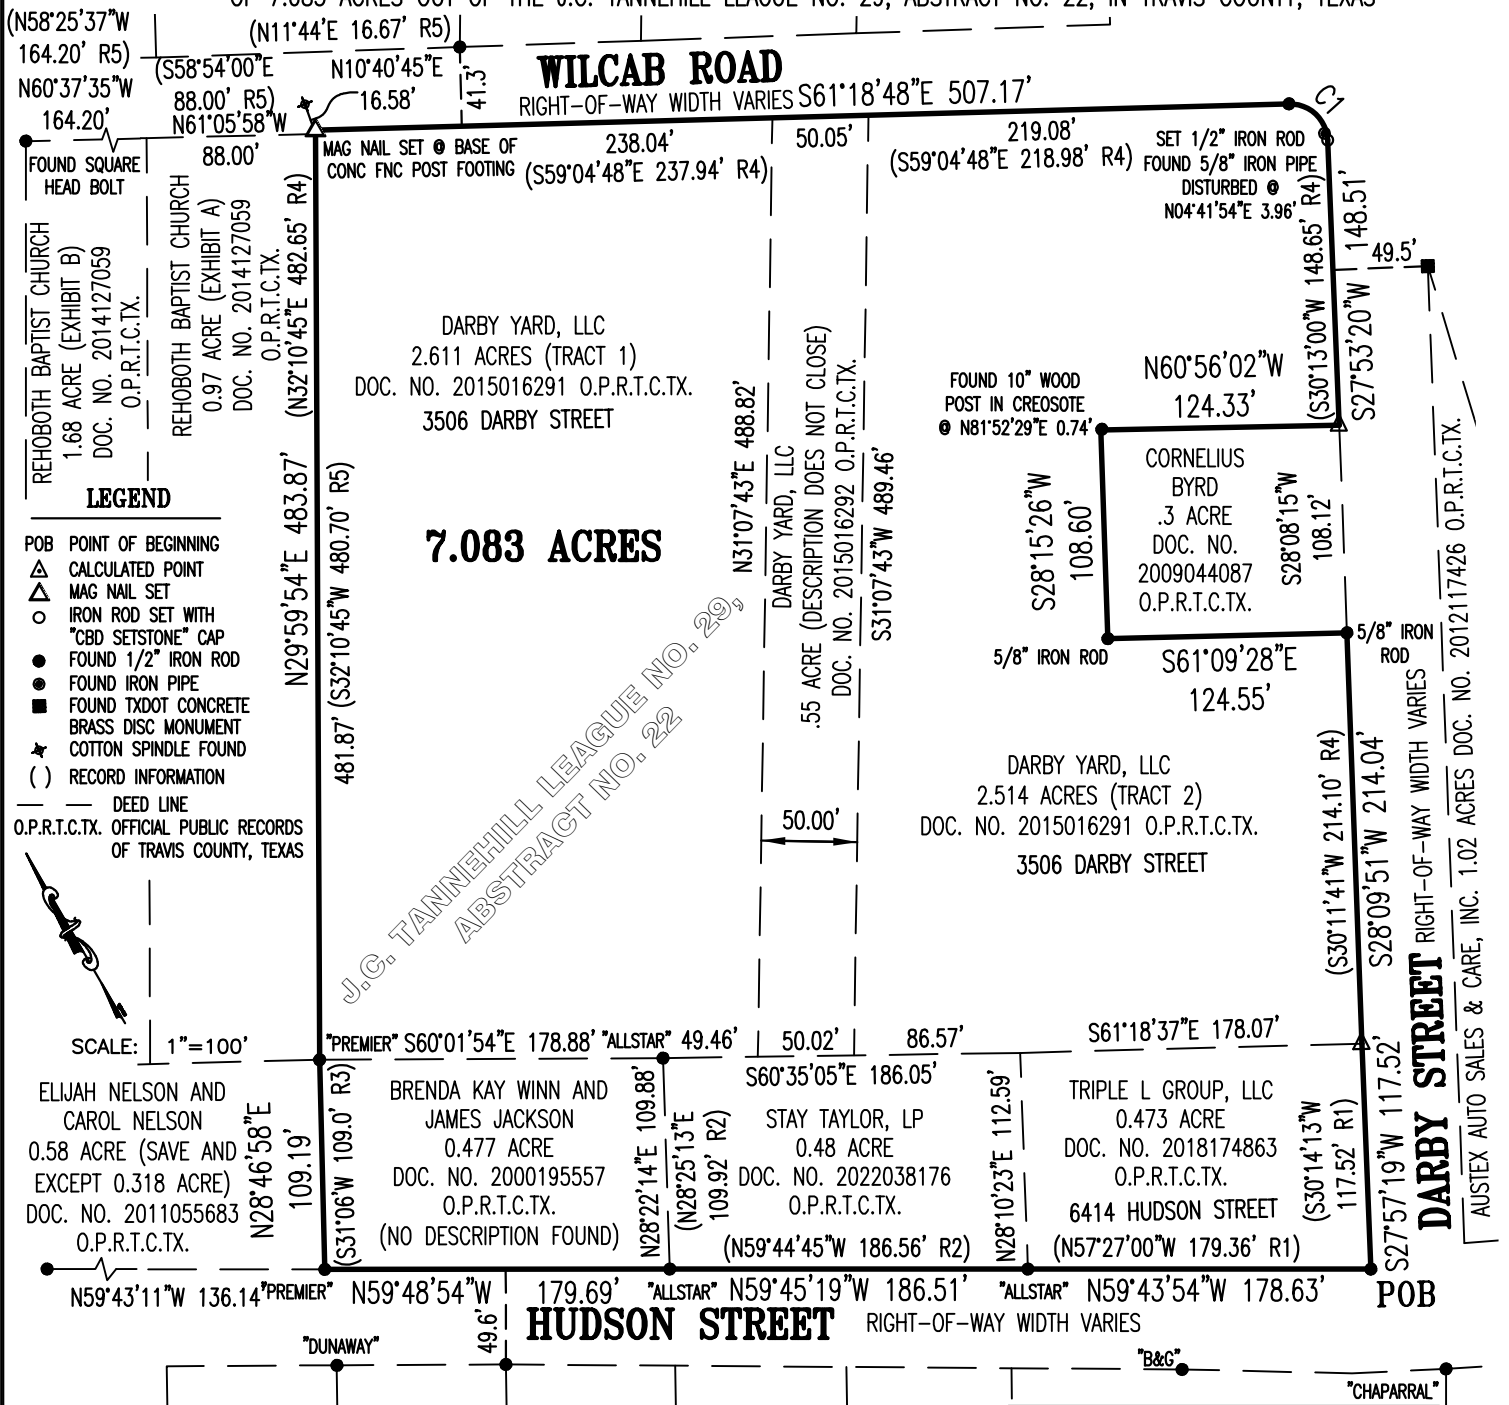 OF 7.083 ACRES OUT OF THE J.C. TANNEHILL LEAGUE NO. 29, ABSTRACT NO. 22, IN TRAVIS COUNTY, TEXAS
(N58°25'37"W
164.20' R5)
N60°37'35"W
164.20'
(N11°44'E 16.67' R5)
(S58°54'00"E
88.00' R5)
N61°05'58"W
88.00'
N10°40'45"E
16.58'
41.3'
WILCAB ROAD
RIGHT-OF-WAY WIDTH VARIES
S61°18'48"E 507.17'
C1
FOUND SQUARE
HEAD BOLT
MAG NAIL SET @ BASE OF
CONC FNC POST FOOTING
238.04'
(S59°04'48"E 237.94' R4)
50.05'
219.08'
(S59°04'48"E 218.98' R4)
SET 1/2" IRON ROD
FOUND 5/8" IRON PIPE
DISTURBED @
N04°41'54"E 3.96'
REHOBOTH BAPTIST CHURCH
1.68 ACRE (EXHIBIT B)
DOC. NO. 2014127059
O.P.R.T.C.TX.
REHOBOTH BAPTIST CHURCH
0.97 ACRE (EXHIBIT A)
DOC. NO. 2014127059
O.P.R.T.C.TX.
(N32°10'45"E 482.65' R4)
N29°59'54"E 483.87'
(S32°10'45"W 480.70' R5)
481.87'
DARBY YARD, LLC
2.611 ACRES (TRACT 1)
DOC. NO. 2015016291 O.P.R.T.C.TX.
3506 DARBY STREET
7.083 ACRES
J.C. TANNEHILL LEAGUE NO. 29,
ABSTRACT NO. 22
N31°07'43"E 488.82'
DARBY YARD, LLC
.55 ACRE (DESCRIPTION DOES NOT CLOSE)
DOC. NO. 2015016292 O.P.R.T.C.TX.
S31°07'43"W 489.46'
50.00'
(S30°13'00"W 148.65' R4)
148.51'
S27°53'20"W
49.5'
FOUND 10" WOOD
POST IN CREOSOTE
@ N81°52'29"E 0.74'
N60°56'02"W
124.33'
CORNELIUS
BYRD
.3 ACRE
DOC. NO.
2009044087
O.P.R.T.C.TX.
S28°15'26"W
108.60'
S28°08'15"W
108.12'
5/8" IRON ROD
S61°09'28"E
124.55'
5/8" IRON
ROD
DARBY YARD, LLC
2.514 ACRES (TRACT 2)
DOC. NO. 2015016291 O.P.R.T.C.TX.
3506 DARBY STREET
(S30°11'41"W 214.10' R4)
S28°09'51"W 214.04'
DARBY STREET
RIGHT-OF-WAY WIDTH VARIES
AUSTEX AUTO SALES & CARE, INC. 1.02 ACRES DOC. NO. 2012117426 O.P.R.T.C.TX.
LEGEND
POB POINT OF BEGINNING
CALCULATED POINT
MAG NAIL SET
IRON ROD SET WITH
"CBD SETSTONE" CAP
FOUND 1/2" IRON ROD
FOUND IRON PIPE
FOUND TXDOT CONCRETE
BRASS DISC MONUMENT
COTTON SPINDLE FOUND
( ) RECORD INFORMATION
DEED LINE
O.P.R.T.C.TX. OFFICIAL PUBLIC RECORDS
OF TRAVIS COUNTY, TEXAS
SCALE: 1"=100'
"PREMIER" S60°01'54"E 178.88' "ALLSTAR" 49.46'
50.02'
86.57'
S60°35'05"E 186.05'
S61°18'37"E 178.07'
ELIJAH NELSON AND
CAROL NELSON
0.58 ACRE (SAVE AND
EXCEPT 0.318 ACRE)
DOC. NO. 2011055683
O.P.R.T.C.TX.
N28°46'58"E
109.19'
(S31°06'W 109.0' R3)
BRENDA KAY WINN AND
JAMES JACKSON
0.477 ACRE
DOC. NO. 2000195557
O.P.R.T.C.TX.
(NO DESCRIPTION FOUND)
N28°22'14"E 109.88'
(N28°25'13"E
109.92' R2)
STAY TAYLOR, LP
0.48 ACRE
DOC. NO. 2022038176
O.P.R.T.C.TX.
(N59°44'45"W 186.56' R2)
N28°10'23"E 112.59'
TRIPLE L GROUP, LLC
0.473 ACRE
DOC. NO. 2018174863
O.P.R.T.C.TX.
6414 HUDSON STREET
(N57°27'00"W 179.36' R1)
(S30°14'13"W
117.52' R1)
S27°57'19"W 117.52'
N59°43'11"W 136.14'
"PREMIER"
N59°48'54"W 179.69'
"ALLSTAR"
N59°45'19"W 186.51'
"ALLSTAR"
N59°43'54"W 178.63'
POB
49.6'
HUDSON STREET
RIGHT-OF-WAY WIDTH VARIES
"DUNAWAY"
"B&G"
"CHAPARRAL"